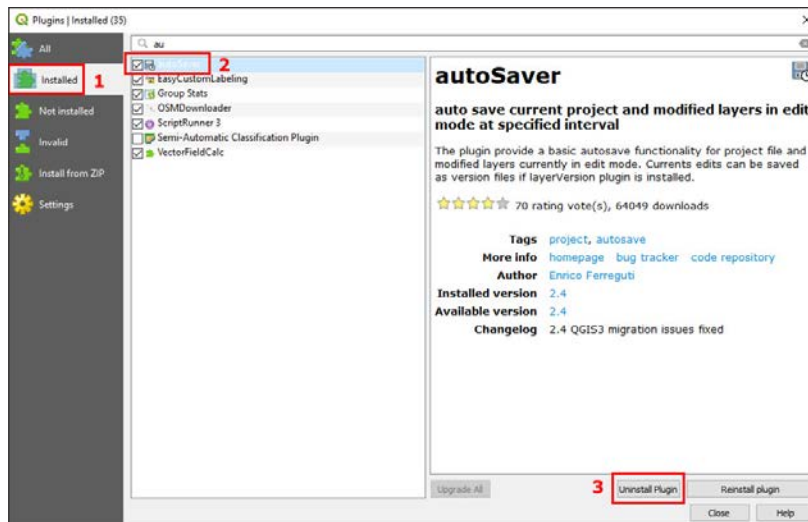 Plugins | Installed (35)
All
Installed
Not installed
Invalid
Install from ZIP
Settings
1
au
autoSaver
2
EasyCustomLabeling
Group Stats
OSMDownloader
ScriptRunner 3
Semi-Automatic Classification Plugin
VectorFieldCalc
autoSaver
auto save current project and modified layers in edit
mode at specified interval
The plugin provide a basic autosave functionality for project file and
modified layers currently in edit mode. Currents edits can be saved
as version files if layerVersion plugin is installed.
70 rating vote(s), 64049 downloads
Tags project, autosave
More info homepage bug tracker code repository
Author Enrico Ferreguti
Installed version 2.4
Available version 2.4
Changelog 2.4 QGIS3 migration issues fixed
Upgrade All
3
Uninstall Plugin
Reinstall plugin
Close
Help